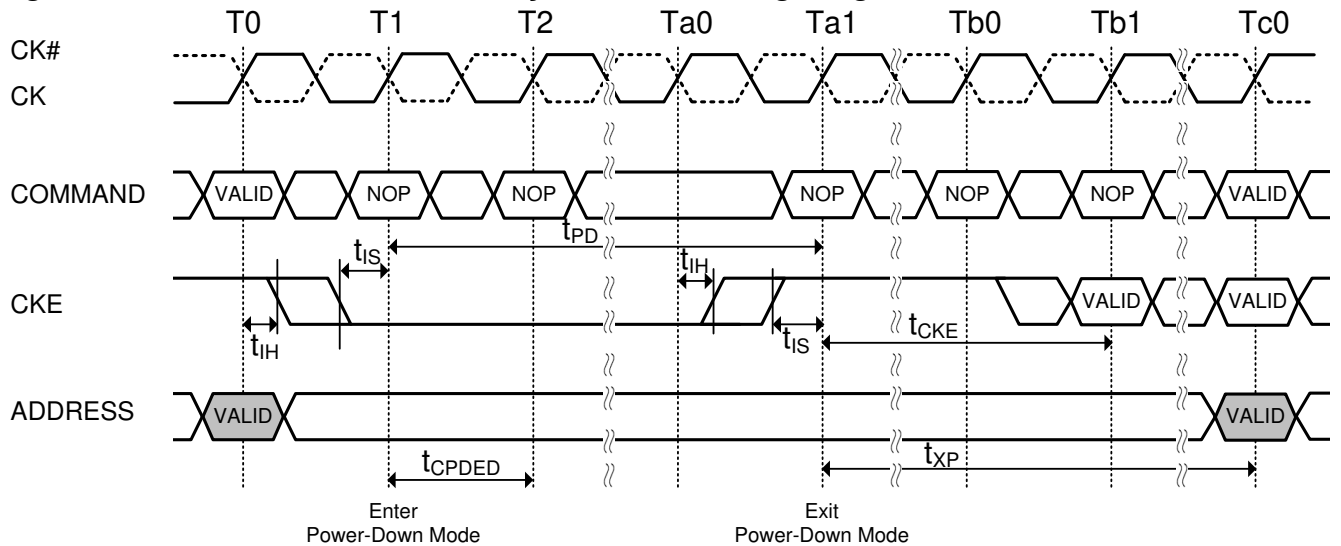 T0 T1 T2 Ta0 Ta1 Tb0 Tb1 Tc0
CK#
CK
COMMAND VALID NOP NOP NOP NOP NOP VALID
tPD
tIS tIH
CKE VALID VALID
tIH tIS tCKE
ADDRESS VALID VALID
tCPDED tXP
Enter Exit
Power-Down Mode Power-Down Mode